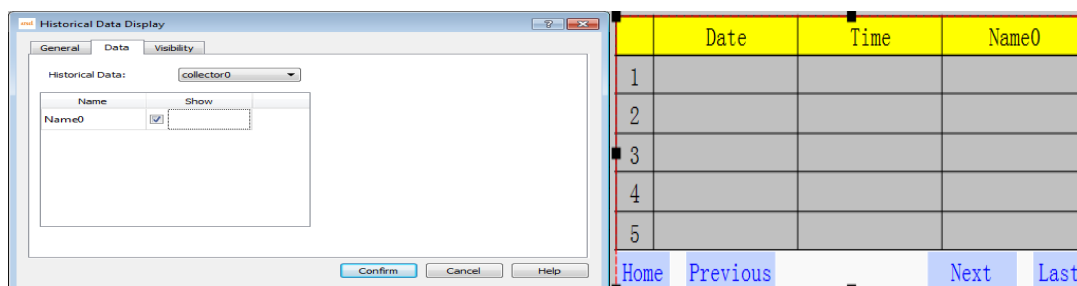 Historical Data Display
General Data Visibility
Historical Data: collector0
Name Show
Name0
Confirm Cancel Help
Date Time Name0
1
2
3
4
5
Home Previous Next Last